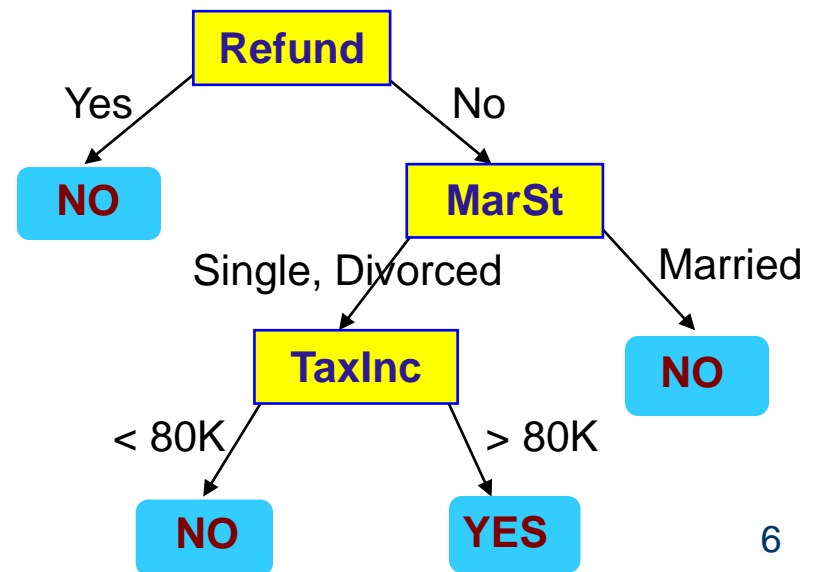 Refund
Yes
No
NO
MarSt
Single, Divorced
Married
TaxInc
NO
< 80K
> 80K
NO
YES
6